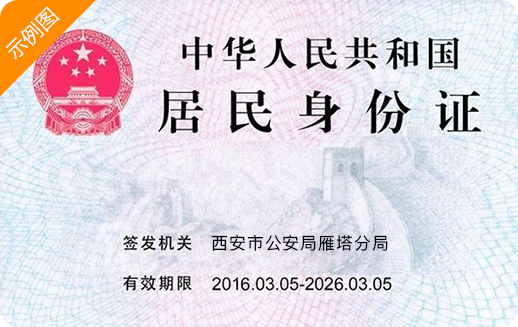 示例图
中华人民共和国
居民身份证
签发机关 西安市公安局雁塔分局
有效期限 2016.03.05-2026.03.05